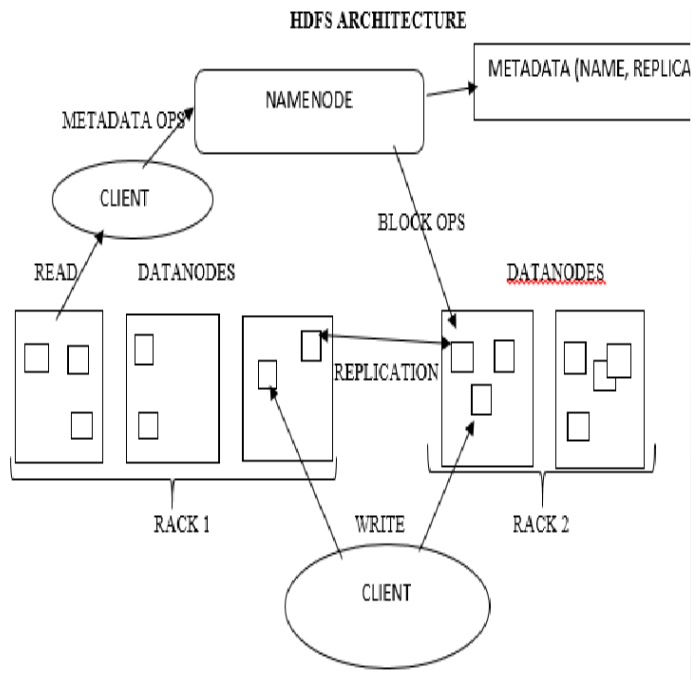 HDFS ARCHITECTURE
METADATA (NAME, REPLICA
NAMENODE
METADATA OPS
CLIENT
BLOCK OPS
READ
DATANODES
DATANODES
REPLICATION
RACK 1
WRITE
RACK 2
CLIENT